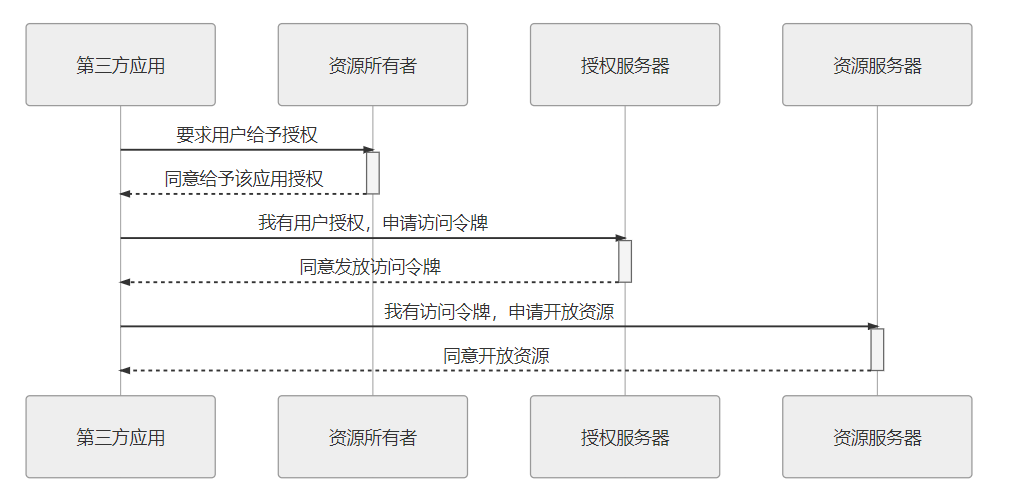 第三方应用
资源所有者
授权服务器
资源服务器
要求用户给予授权
同意给予该应用授权
我有用户授权，申请访问令牌
同意发放访问令牌
我有访问令牌，申请开放资源
同意开放资源
第三方应用
资源所有者
授权服务器
资源服务器